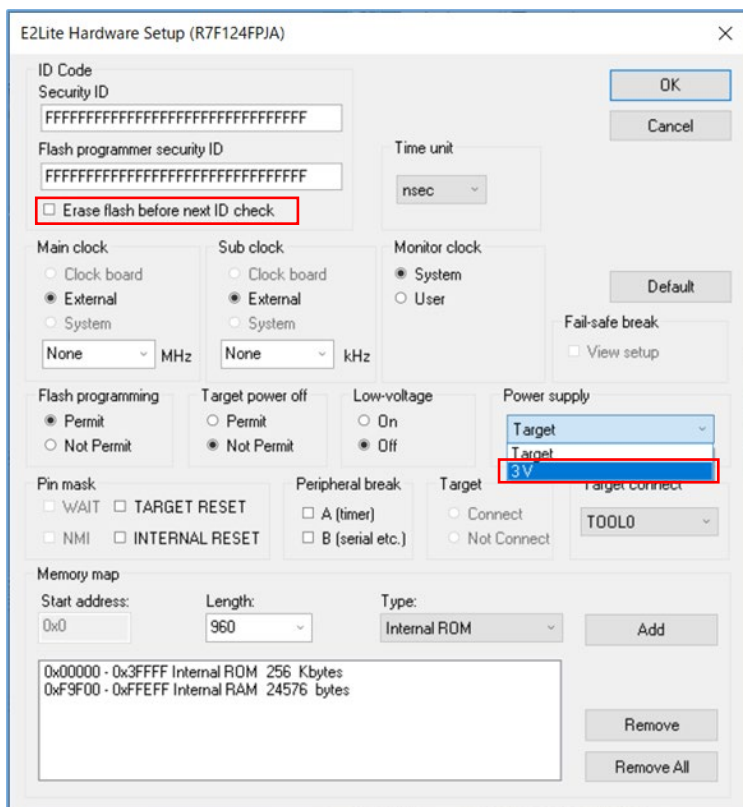 E2Lite Hardware Setup (R7F124FPJA)
ID Code
Security ID
FFFFFFFFFFFFFFFFFFFFFFFFFFFFFFFF
Flash programmer security ID
FFFFFFFFFFFFFFFFFFFFFFFFFFFFFFFF
Erase flash before next ID check
Time unit
nsec
OK
Cancel
Main clock
Clock board
External
System
None MHz
Sub clock
Clock board
External
System
None kHz
Monitor clock
System
User
Default
Fail-safe break
View setup
Flash programming
Permit
Not Permit
Target power off
Permit
Not Permit
Low-voltage
On
Off
Power supply
Target
Target
3V
Pin mask
WAIT TARGET RESET
NMI INTERNAL RESET
Peripheral break
A (timer)
B (serial etc.)
Target
Connect
Not Connect
Target connect
TOOL0
Memory map
Start address: Length: Type:
0x0 960 Internal ROM Add
0x00000 - 0x3FFFF Internal ROM 256 Kbytes
0xF9F00 - 0xFFEFF Internal RAM 24576 bytes
Remove
Remove All